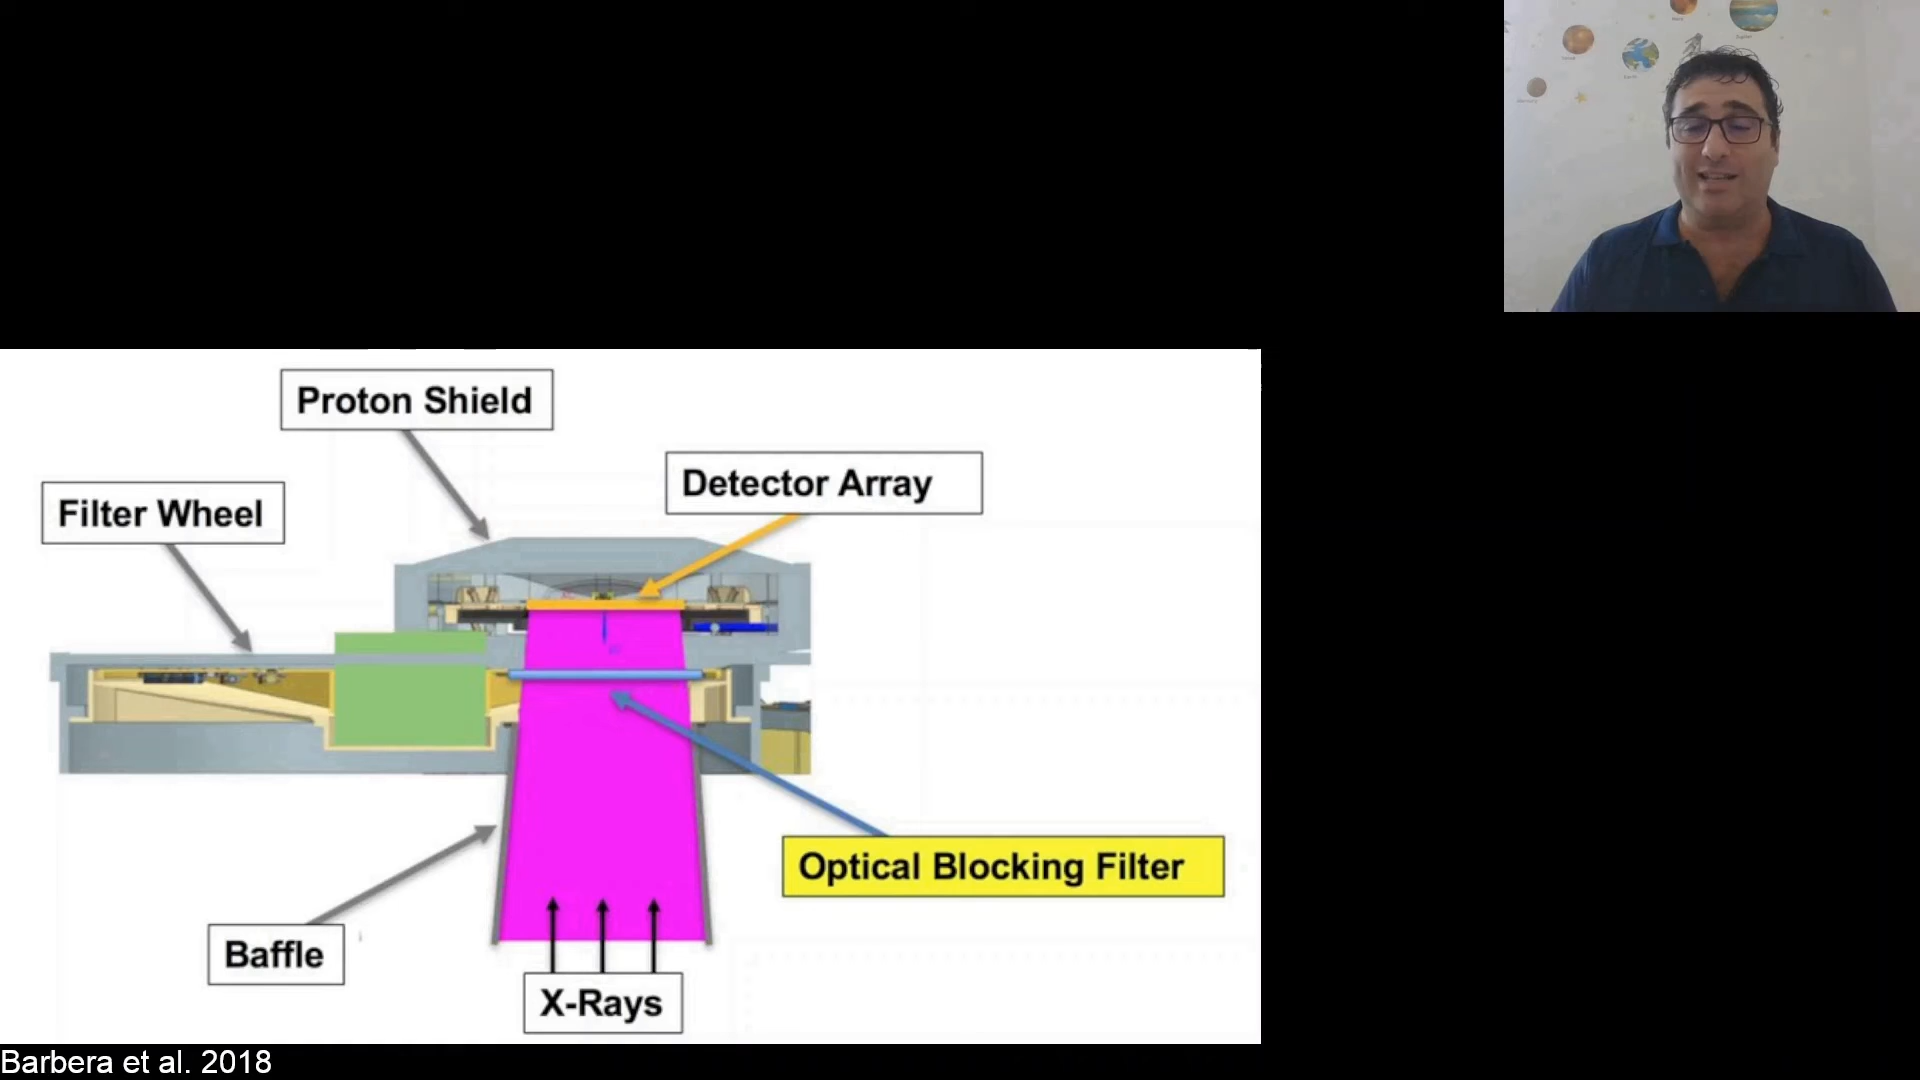 Proton Shield
Detector Array
Filter Wheel
Optical Blocking Filter
Baffle
X-Rays
Barbera et al. 2018